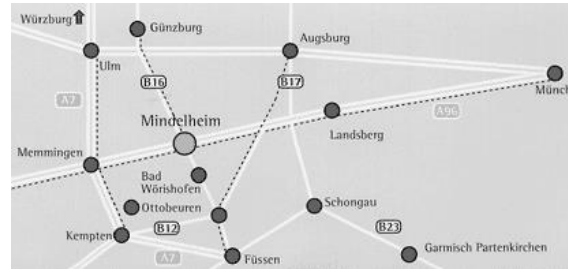 Würzburg
Günzburg
Augsburg
Ulm
B16
B17
Münch
A7
Mindelheim
A96
Landsberg
Memmingen
Bad
Wörishofen
Ottobeuren
Schongau
B12
B23
Kempten
Garmisch Partenkirchen
A7
Füssen